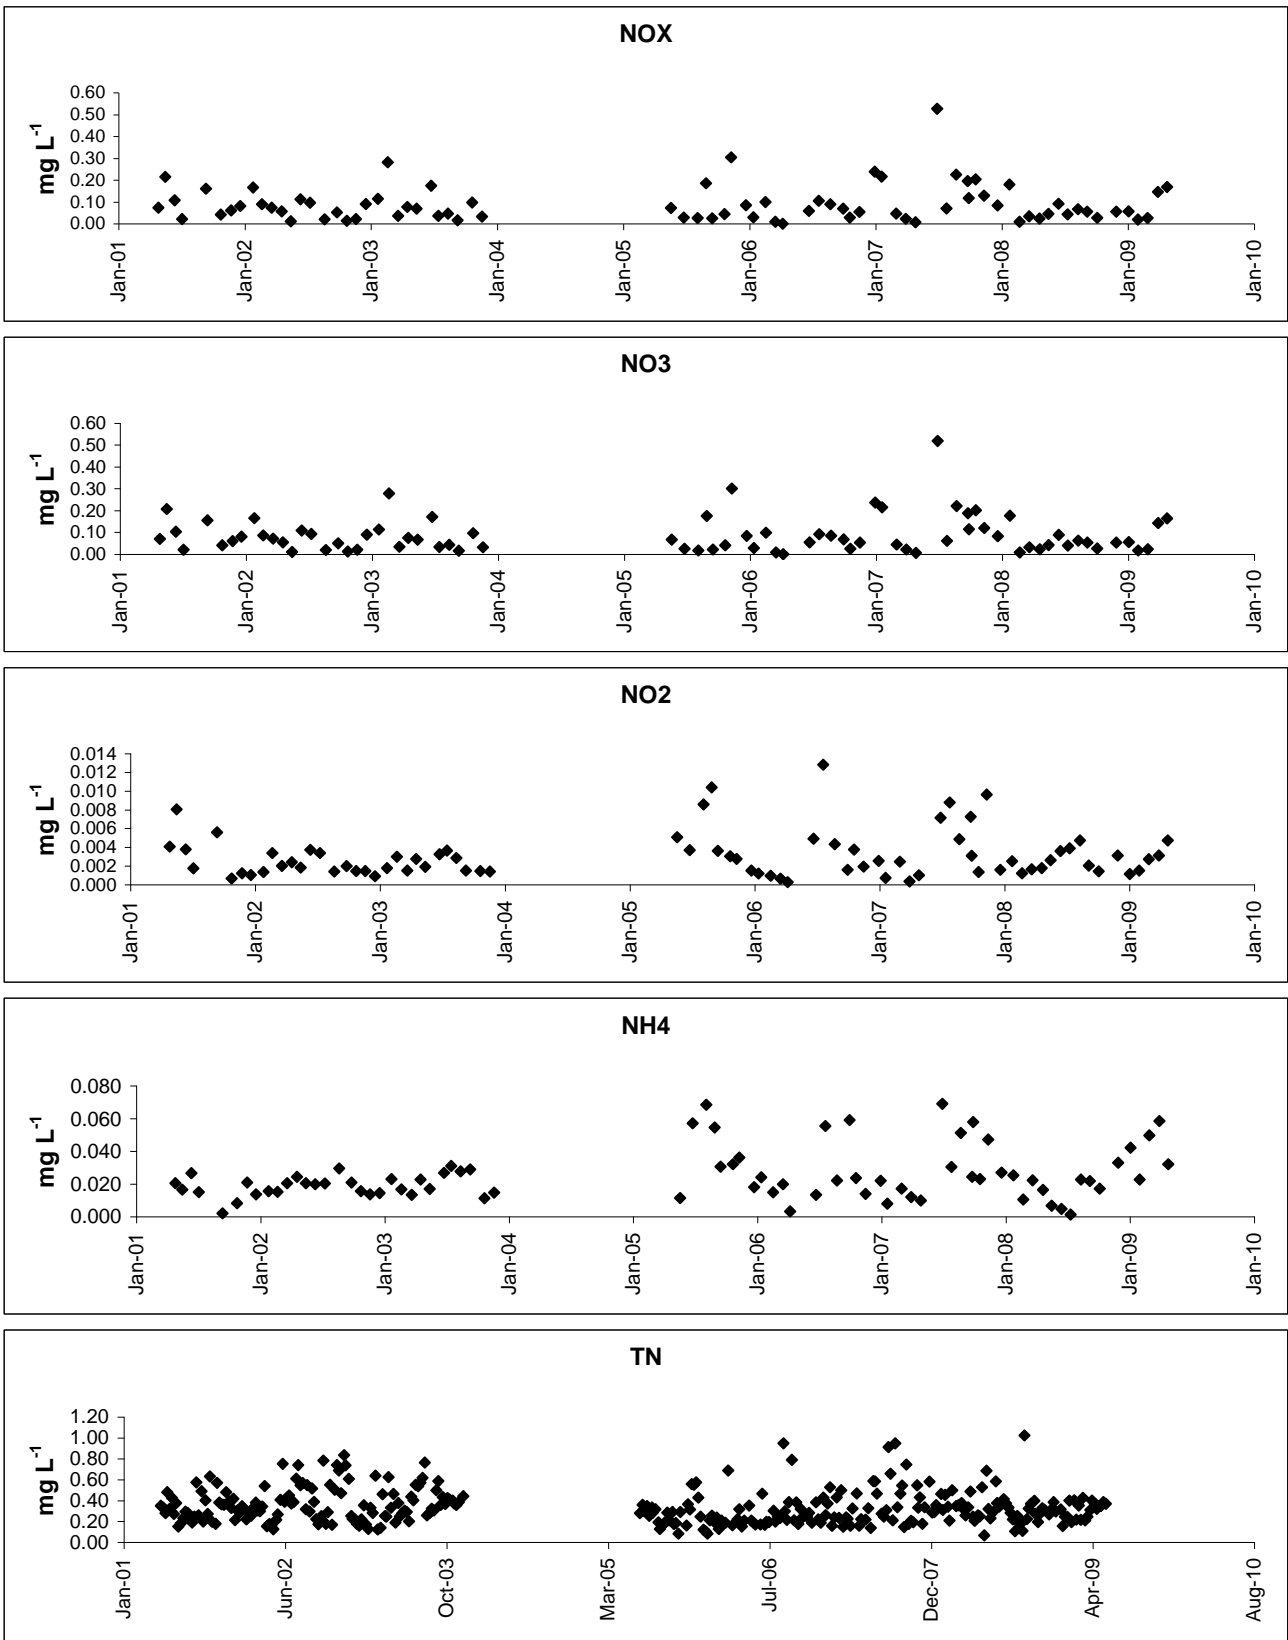 NOX
mg L-1
0.60
0.50
0.40
0.30
0.20
0.10
0.00
Jan-01 Jan-02 Jan-03 Jan-04 Jan-05 Jan-06 Jan-07 Jan-08 Jan-09 Jan-10
NO3
mg L-1
0.60
0.50
0.40
0.30
0.20
0.10
0.00
Jan-01 Jan-02 Jan-03 Jan-04 Jan-05 Jan-06 Jan-07 Jan-08 Jan-09 Jan-10
NO2
mg L-1
0.014
0.012
0.010
0.008
0.006
0.004
0.002
0.000
Jan-01 Jan-02 Jan-03 Jan-04 Jan-05 Jan-06 Jan-07 Jan-08 Jan-09 Jan-10
NH4
mg L-1
0.080
0.060
0.040
0.020
0.000
Jan-01 Jan-02 Jan-03 Jan-04 Jan-05 Jan-06 Jan-07 Jan-08 Jan-09 Jan-10
TN
mg L-1
1.20
1.00
0.80
0.60
0.40
0.20
0.00
Jan-01 Jun-02 Oct-03 Mar-05 Jul-06 Dec-07 Apr-09 Aug-10